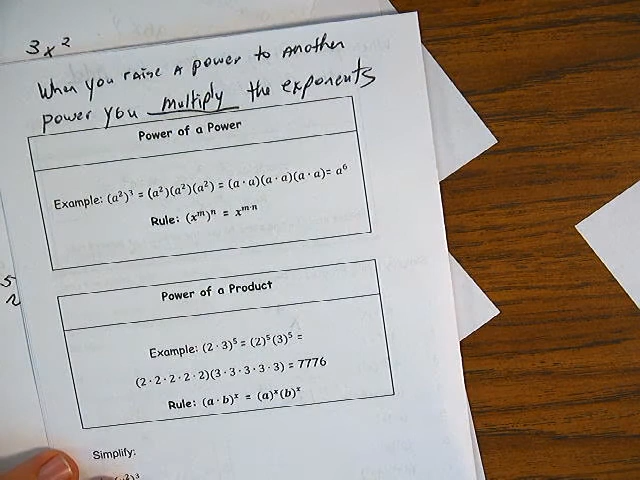 3x²
When you raise a power to another
power you multiply the exponents
Power of a Power
Example: (a²)³ = (a²)(a²)(a²) = (a · a)(a · a)(a · a)= a⁶
Rule: (xᵐ)ⁿ = xᵐ·ⁿ
Power of a Product
Example: (2 · 3)⁵ = (2)⁵(3)⁵ =
(2 · 2 · 2 · 2 · 2)(3 · 3 · 3 · 3 · 3) = 7776
Rule: (a · b)ˣ = (a)ˣ(b)ˣ
5
2
Simplify: